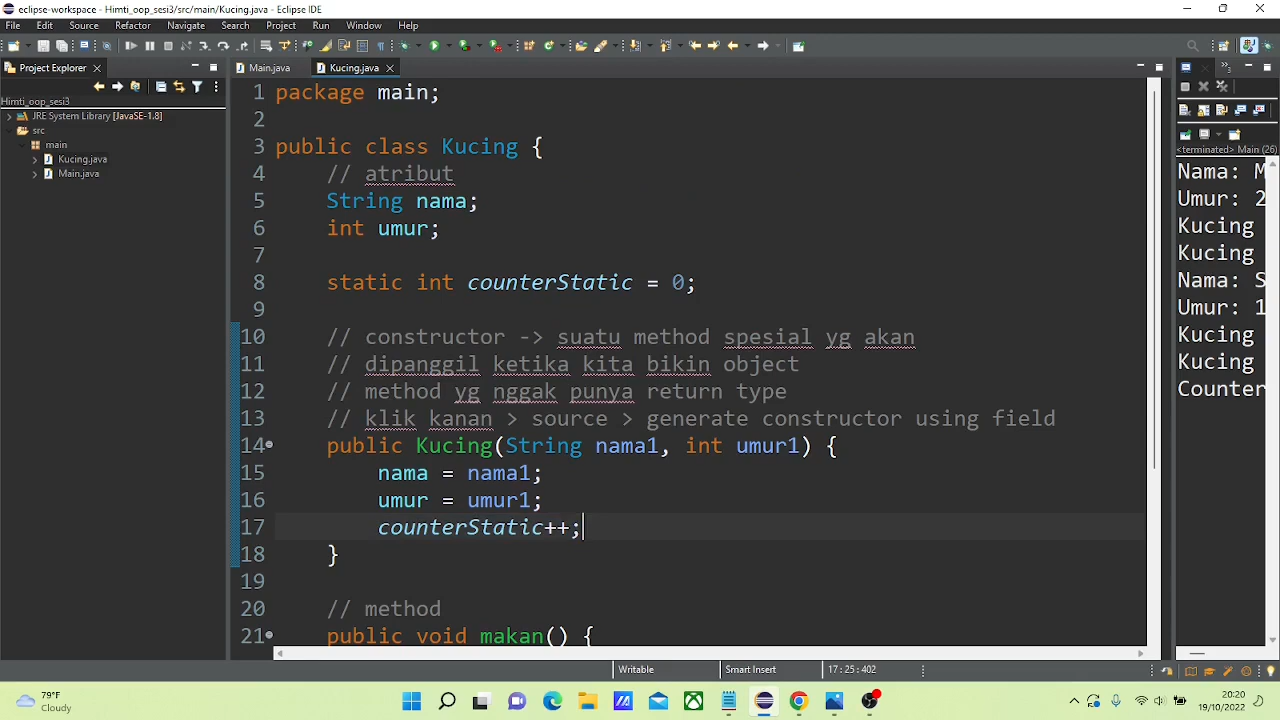 eclipse-workspace - Himti_oop_sesi3/src/main/Kucing.java - Eclipse IDE
File Edit Source Refactor Navigate Search Project Run Window Help
Project Explorer
Main.java Kucing.java
Himti_oop_sesi3
JRE System Library [JavaSE-1.8]
src
main
Kucing.java
Main.java
1 package main;
2
3 public class Kucing {
4 // atribut
5 String nama;
6 int umur;
7
8 static int counterStatic = 0;
9
10 // constructor -> suatu method spesial yg akan
11 // dipanggil ketika kita bikin object
12 // method yg nggak punya return type
13 // klik kanan > source > generate constructor using field
14 public Kucing(String nama1, int umur1) {
15 nama = nama1;
16 umur = umur1;
17 counterStatic++;
18 }
19
20 // method
21 public void makan() {
<terminated> Main (26)
Nama: M
Umur: 2
Kucing
Kucing
Nama: S
Umur: 1
Kucing
Kucing
Counter
Writable Smart Insert 17 : 25 : 402
79°F
Cloudy
20:20
19/10/2022